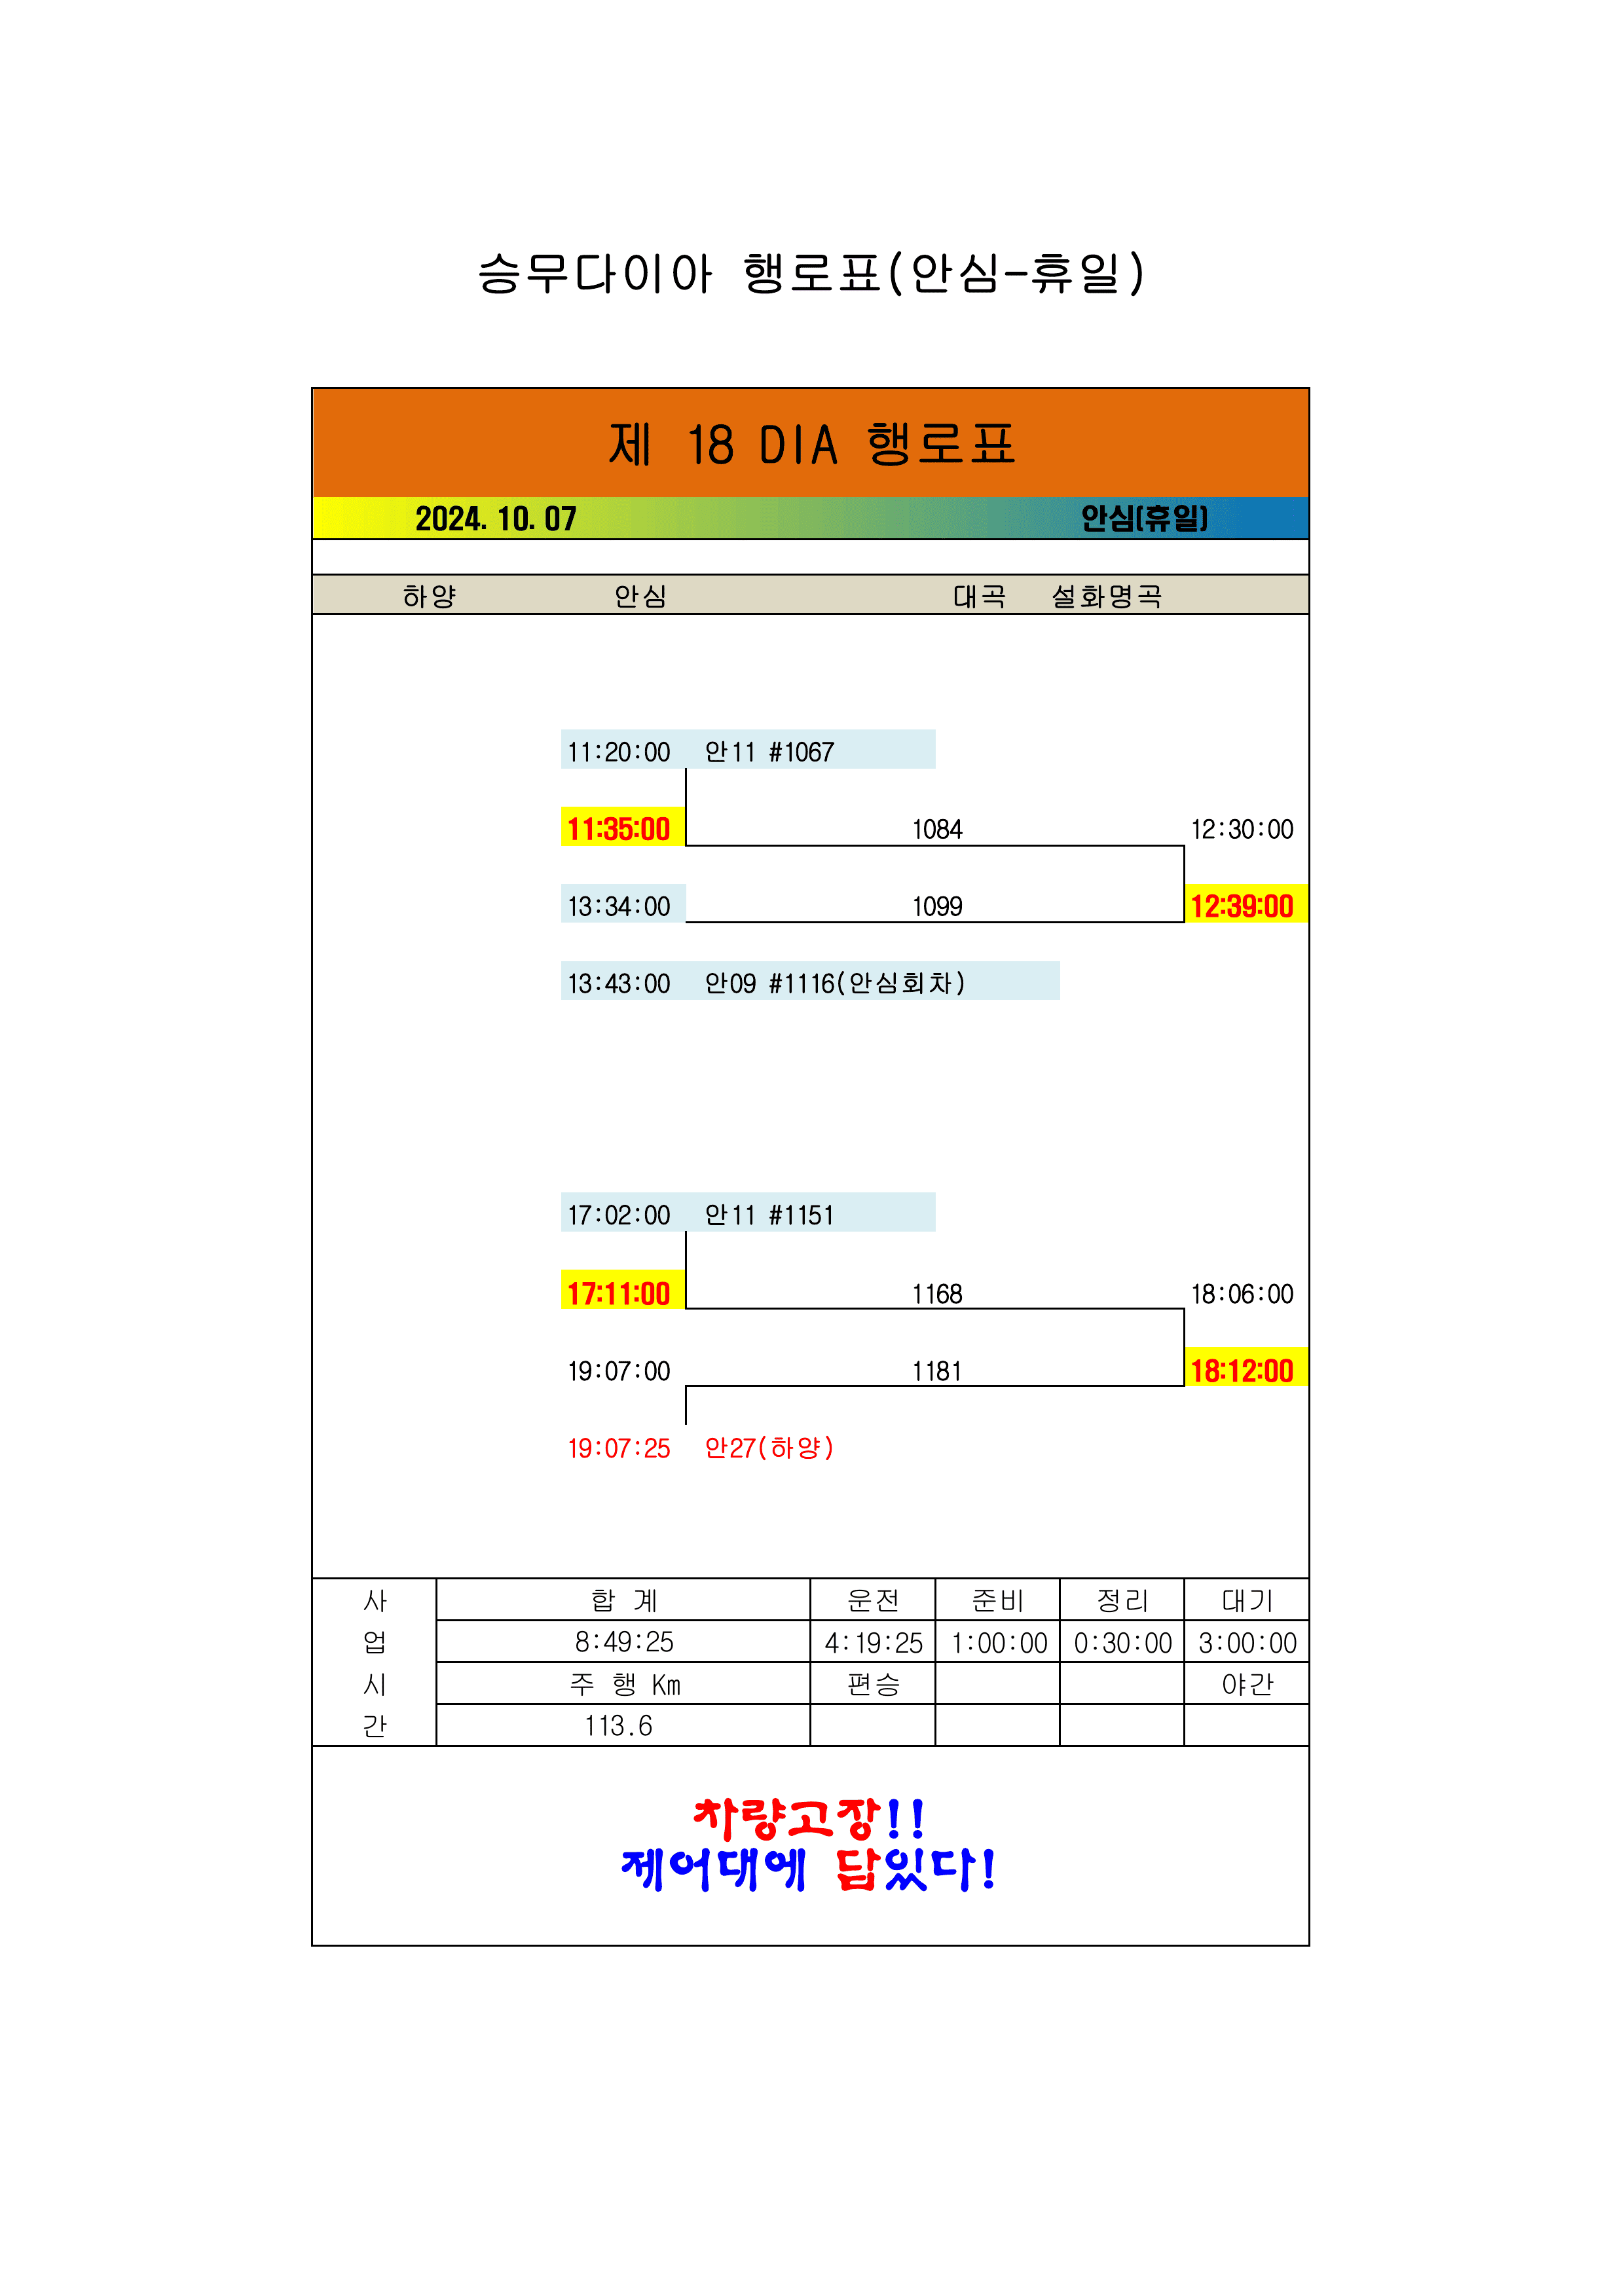 승무다이아 행로표(안심-휴일)
제 18 DIA 행로표
2024. 10. 07 안심(휴일)
하양 안심 대곡 설화명곡
11:20:00 안11 #1067
11:35:00 1084 12:30:00
13:34:00 1099 12:39:00
13:43:00 안09 #1116(안심회차)
17:02:00 안11 #1151
17:11:00 1168 18:06:00
19:07:00 1181 18:12:00
19:07:25 안27(하양)
사 합 계 운전 준비 정리 대기
업 8:49:25 4:19:25 1:00:00 0:30:00 3:00:00
시 주 행 Km 편승 야간
간 113.6
차량고장!!
제어대에 답있다!